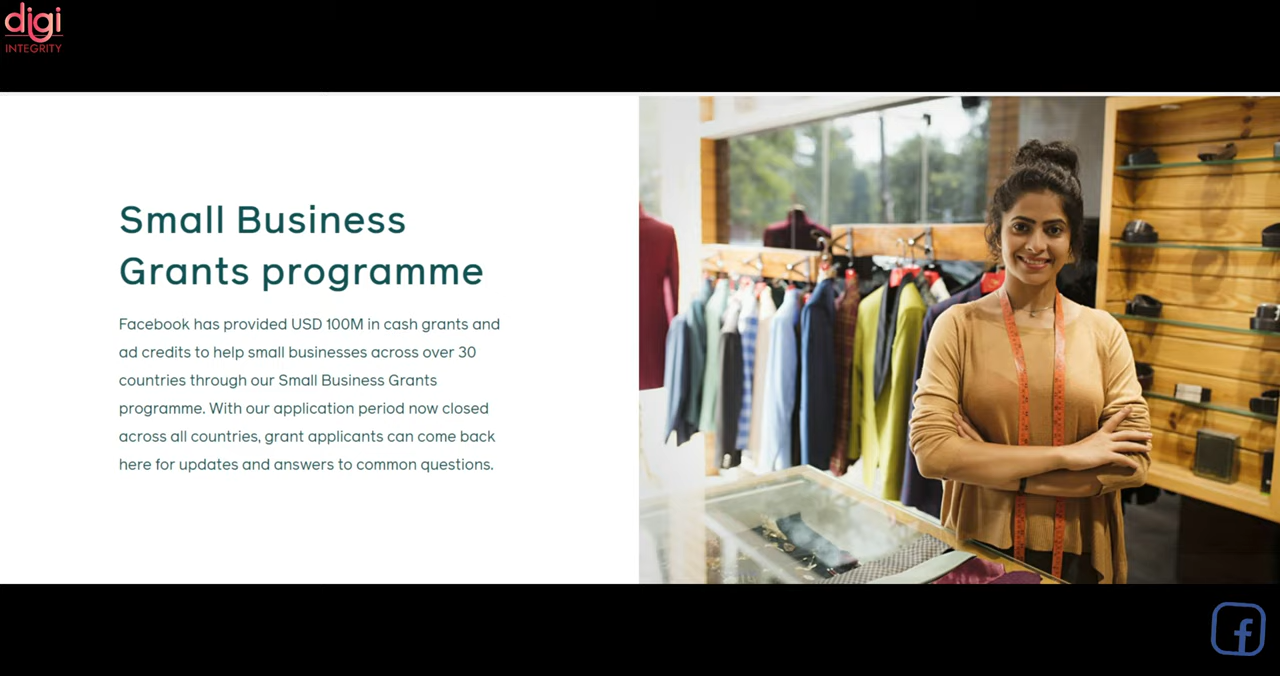 digi
INTEGRITY
Small Business
Grants programme
Facebook has provided USD 100M in cash grants and
ad credits to help small businesses across over 30
countries through our Small Business Grants
programme. With our application period now closed
across all countries, grant applicants can come back
here for updates and answers to common questions.
f